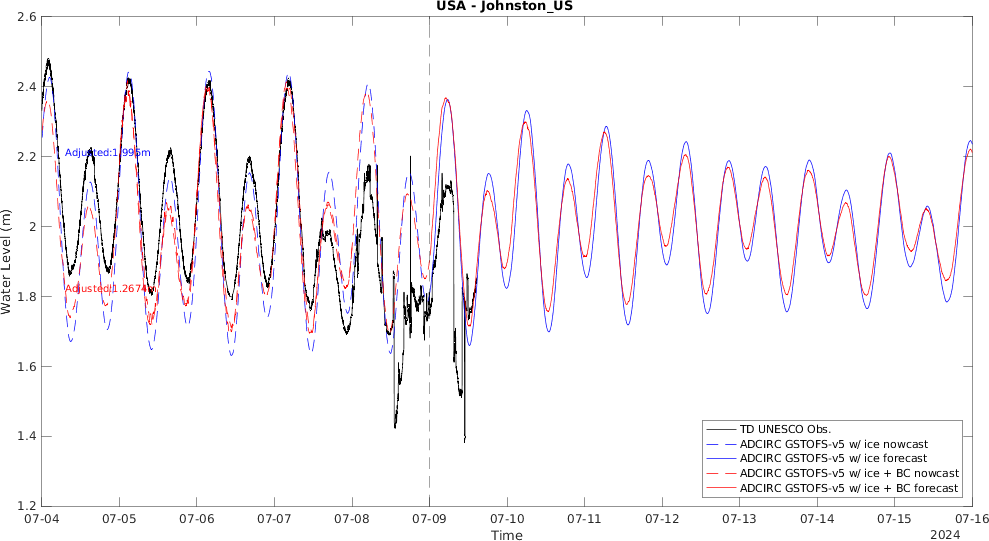 USA - Johnston_US
2.6
2.4
2.2
2
1.8
1.6
1.4
1.2
Water Level (m)
Adjusted:1.995m
TD UNESCO Obs.
ADCIRC GSTOFS-v5 w/ ice nowcast
ADCIRC GSTOFS-v5 w/ ice forecast
ADCIRC GSTOFS-v5 w/ ice + BC nowcast
ADCIRC GSTOFS-v5 w/ ice + BC forecast
07-04 07-05 07-06 07-07 07-08 07-09 07-10 07-11 07-12 07-13 07-14 07-15 07-16
Time
2024